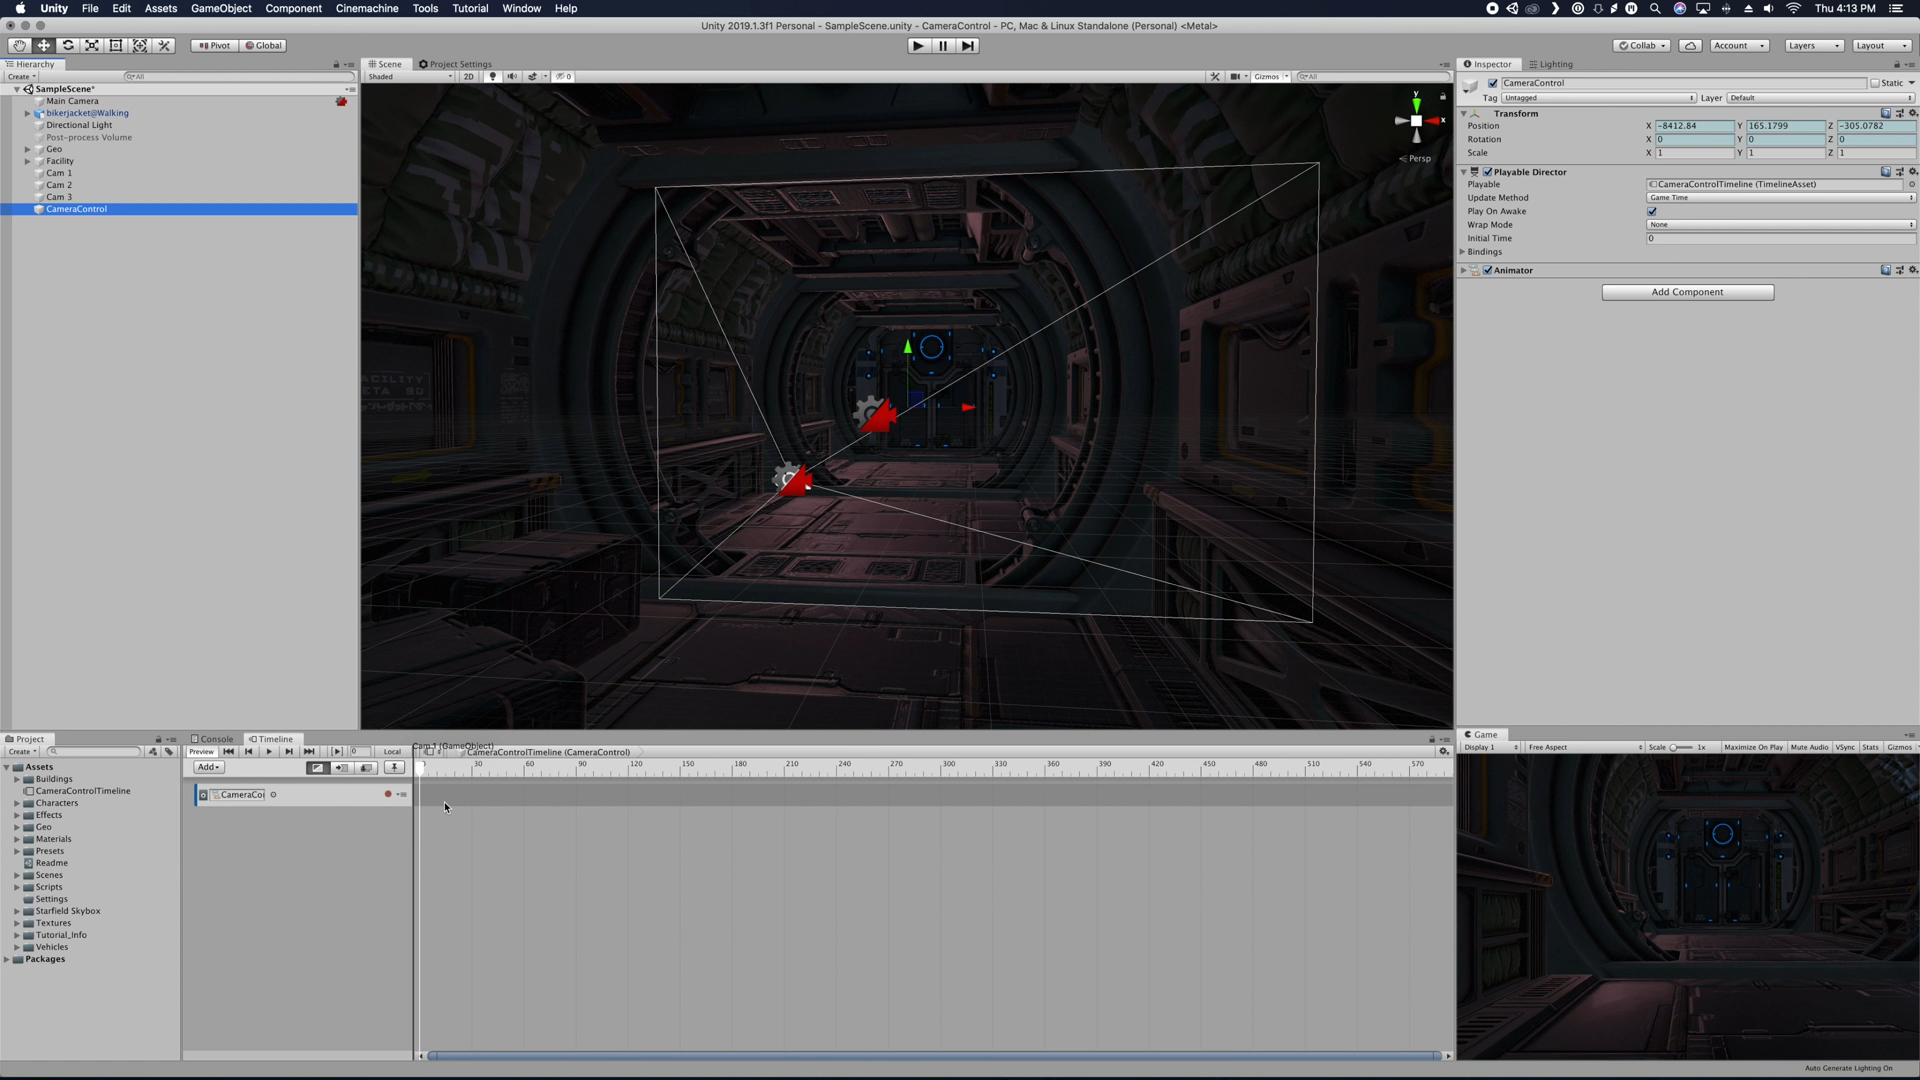 Unity File Edit Assets GameObject Component Cinemachine Tools Tutorial Window Help
Thu 4:13 PM
Unity 2019.1.3f1 Personal - SampleScene.unity - CameraControl - PC, Mac & Linux Standalone (Personal) <Metal>
Pivot Global
Collab Account Layers Layout
Hierarchy
Create All
SampleScene*
Main Camera
bikerjacket@Walking
Directional Light
Post-process Volume
Geo
Facility
Cam 1
Cam 2
Cam 3
CameraControl
Scene Project Settings
Shaded 2D 0 Gizmos All
y
x
Persp
Inspector Lighting
CameraControl Static
Tag Untagged Layer Default
Transform
Position X -8412.84 Y 165.1799 Z -305.0782
Rotation X 0 Y 0 Z 0
Scale X 1 Y 1 Z 1
Playable Director
Playable CameraControlTimeline (TimelineAsset)
Update Method Game Time
Play On Awake
Wrap Mode None
Initial Time 0
Bindings
Animator
Add Component
Project
Create
Assets
Buildings
CameraControlTimeline
Characters
Effects
Geo
Materials
Presets
Readme
Scenes
Scripts
Settings
Starfield Skybox
Textures
Tutorial_Info
Vehicles
Packages
Console Timeline
Preview 0 Local
Cam 1 (GameObject)
CameraControlTimeline (CameraControl)
Add
30 60 90 120 150 180 210 240 270 300 330 360 390 420 450 480 510 540 570
CameraCo
Game
Display 1 Free Aspect Scale 1x Maximize On Play Mute Audio VSync Stats Gizmos
Auto Generate Lighting On